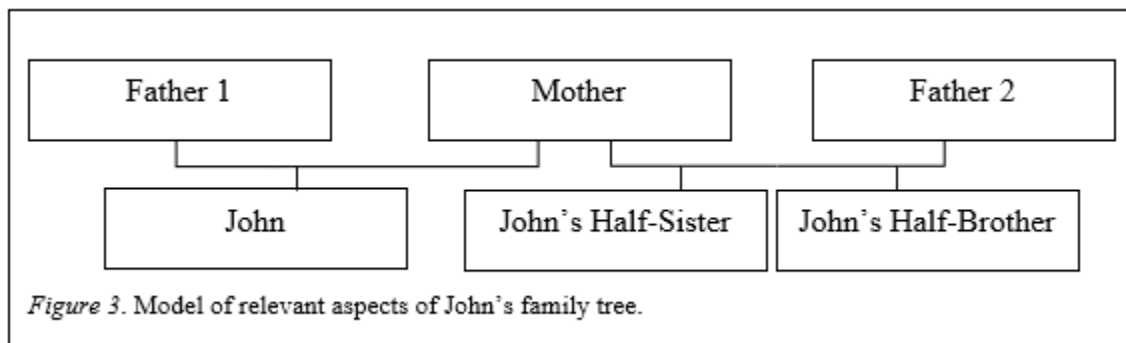 Father 1 Mother Father 2
John John’s Half-Sister John’s Half-Brother
Figure 3. Model of relevant aspects of John’s family tree.